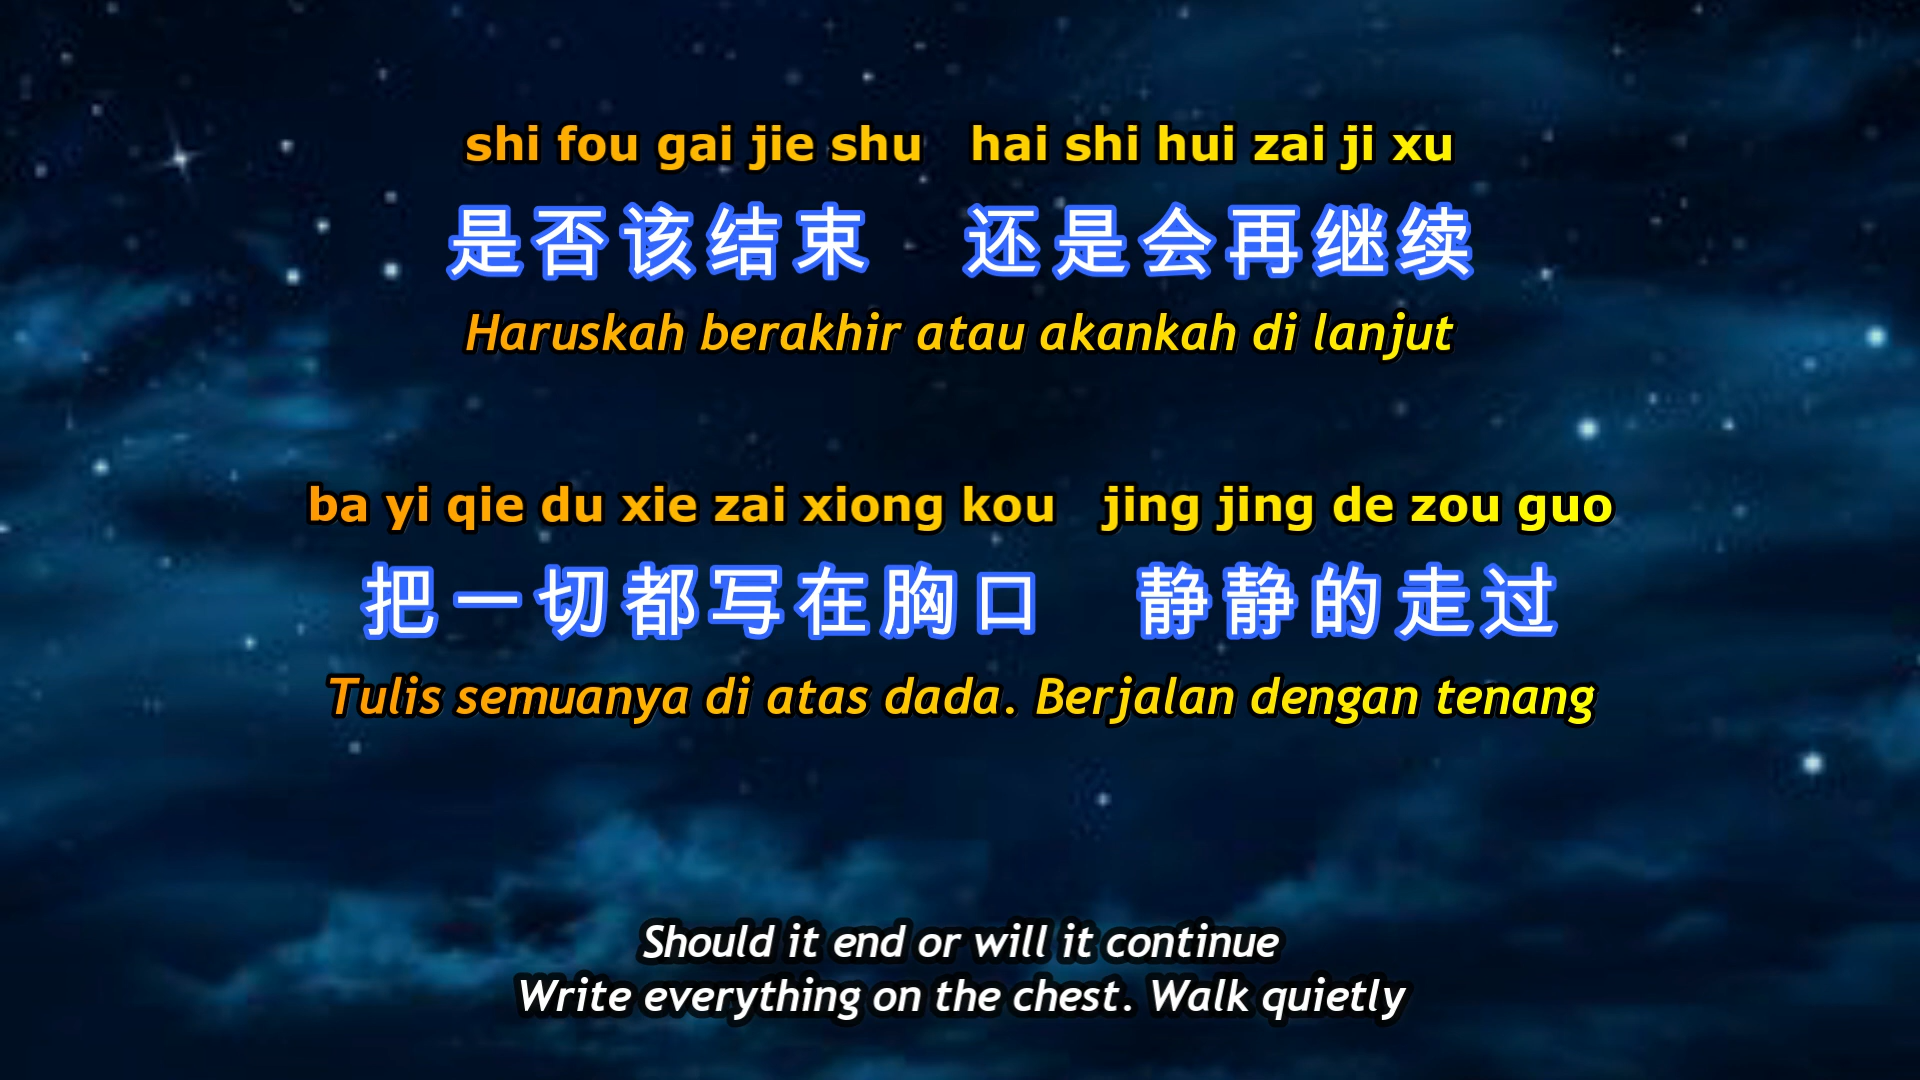 shi fou gai jie shu   hai shi hui zai ji xu
是否该结束   还是会再继续
Haruskah berakhir atau akankah di lanjut
ba yi qie du xie zai xiong kou   jing jing de zou guo
把一切都写在胸口   静静的走过
Tulis semuanya di atas dada. Berjalan dengan tenang
Should it end or will it continue
Write everything on the chest. Walk quietly